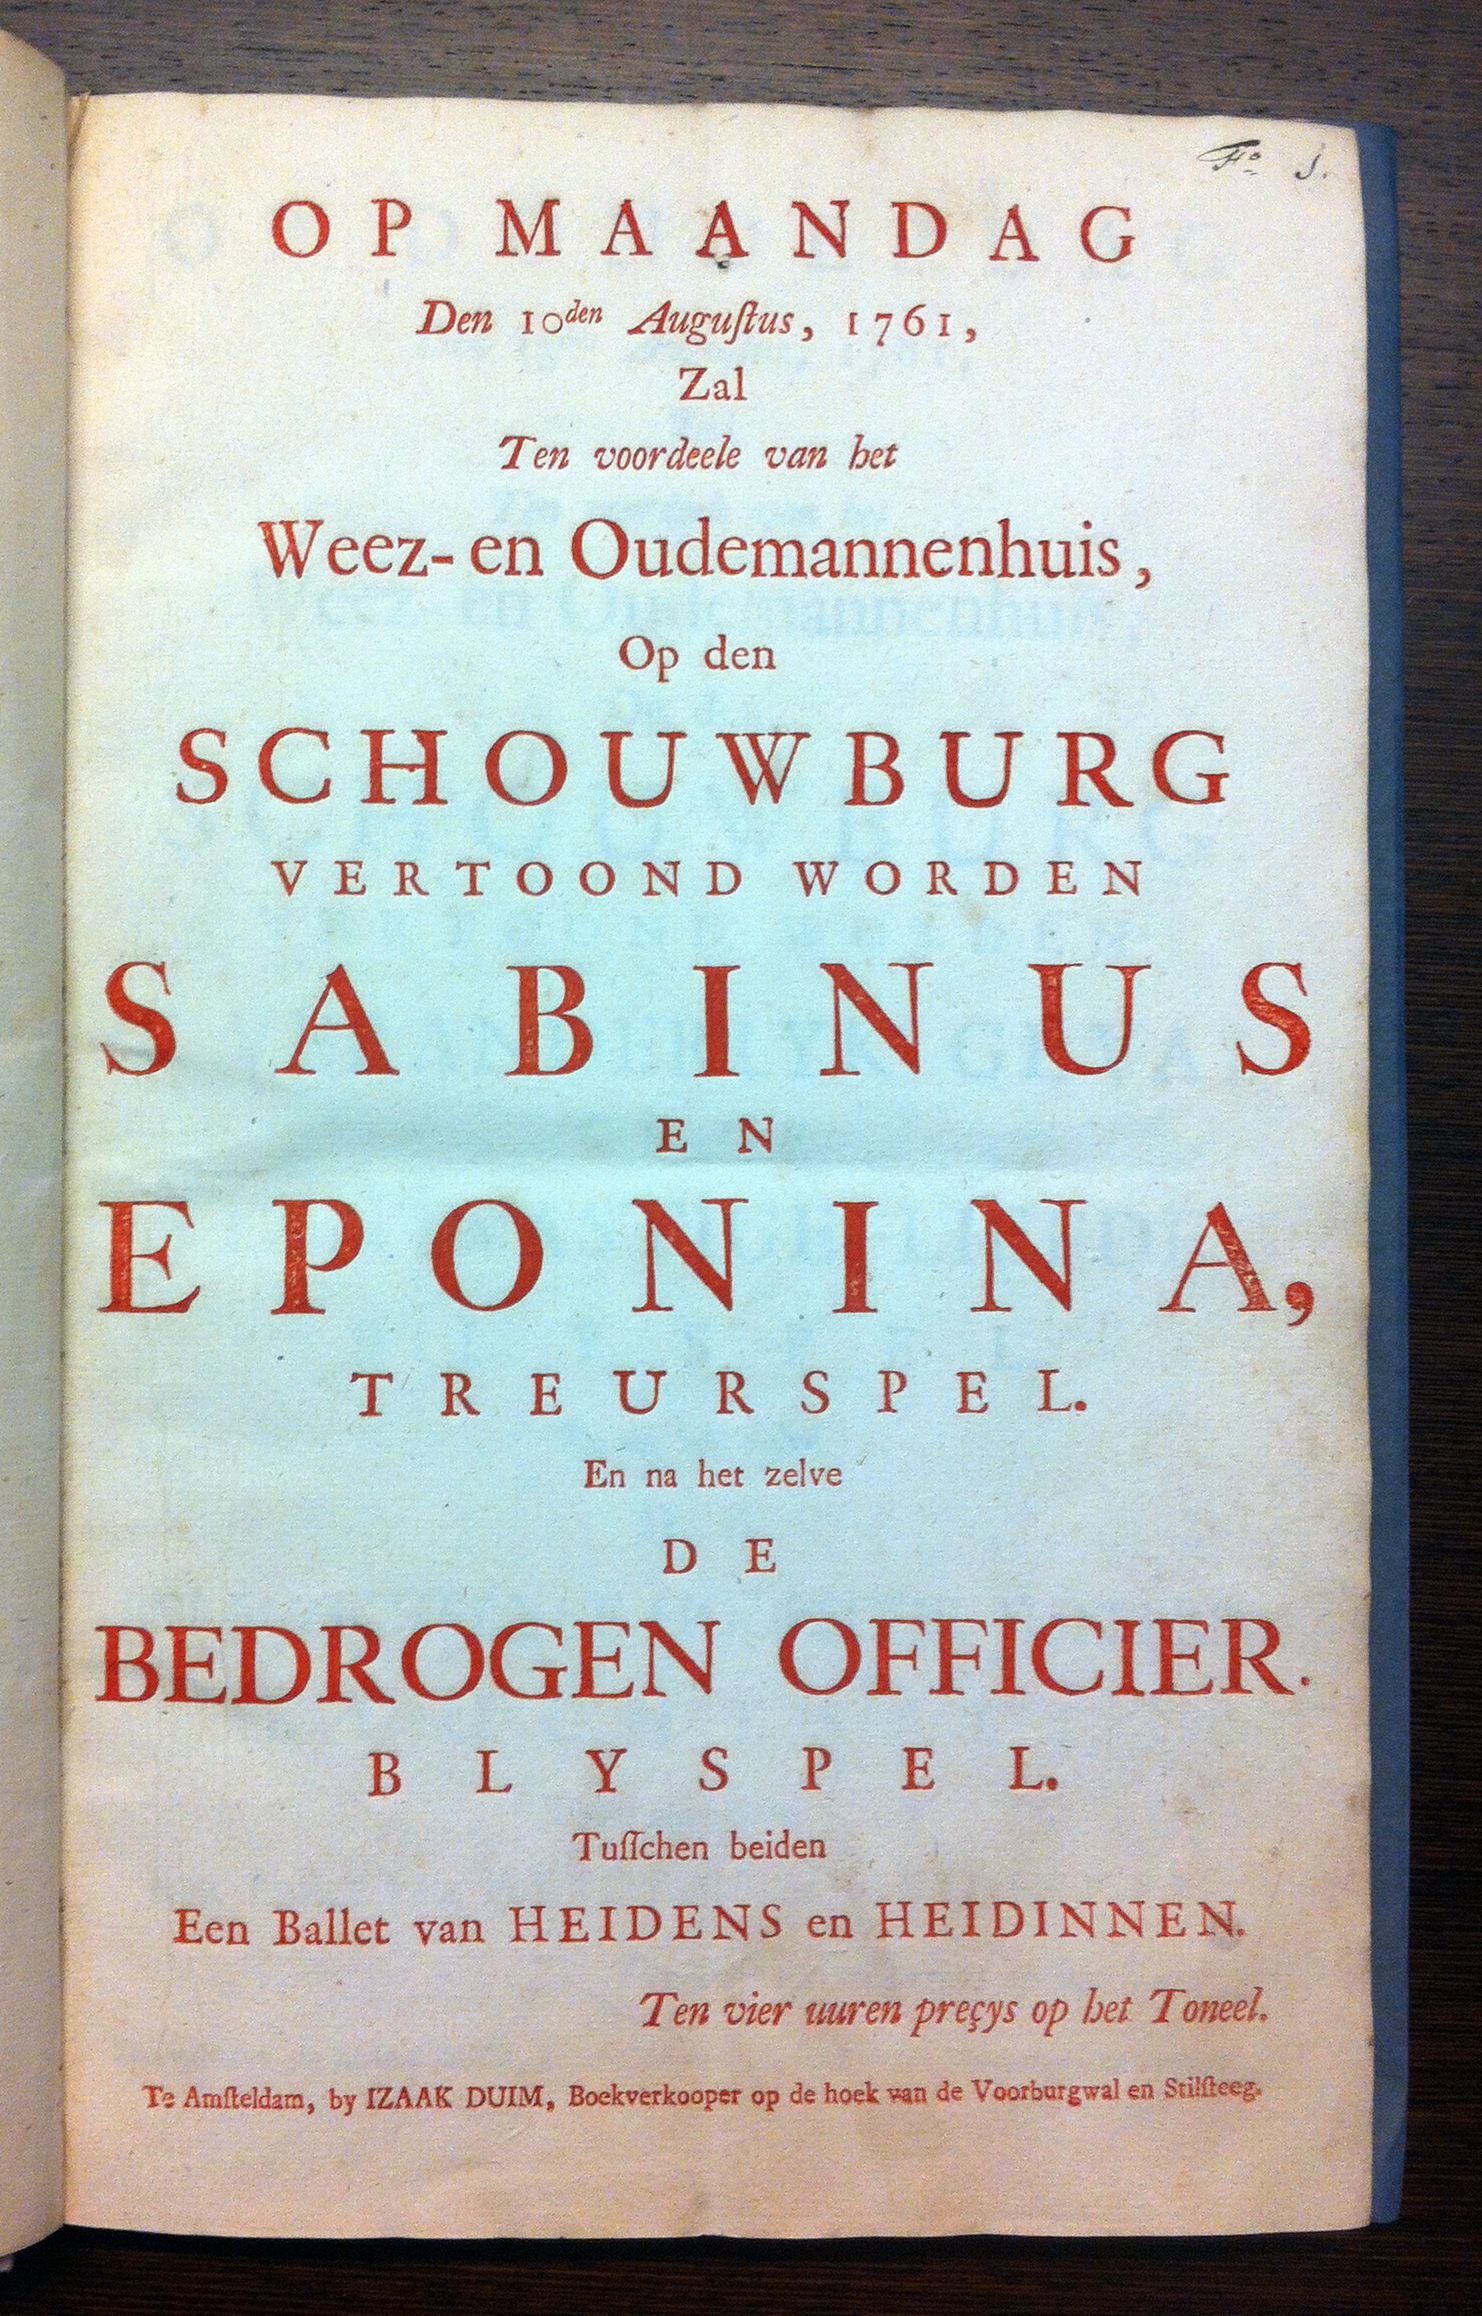 Fo 1.
OP MAANDAG
Den 10den Auguſtus, 1761,
Zal
Ten voordeele van het
Weez- en Oudemannenhuis,
Op den
SCHOUWBURG
VERTOOND WORDEN
SABINUS
EN
EPONINA,
TREURSPEL.
En na het zelve
DE
BEDROGEN OFFICIER.
BLYSPEL.
Tuſſchen beiden
Een Ballet van HEIDENS en HEIDINNEN.
Ten vier uuren preçys op het Toneel.
Te Amſteldam, by IZAAK DUIM, Boekverkooper op de hoek van de Voorburgwal en Stilſteeg.